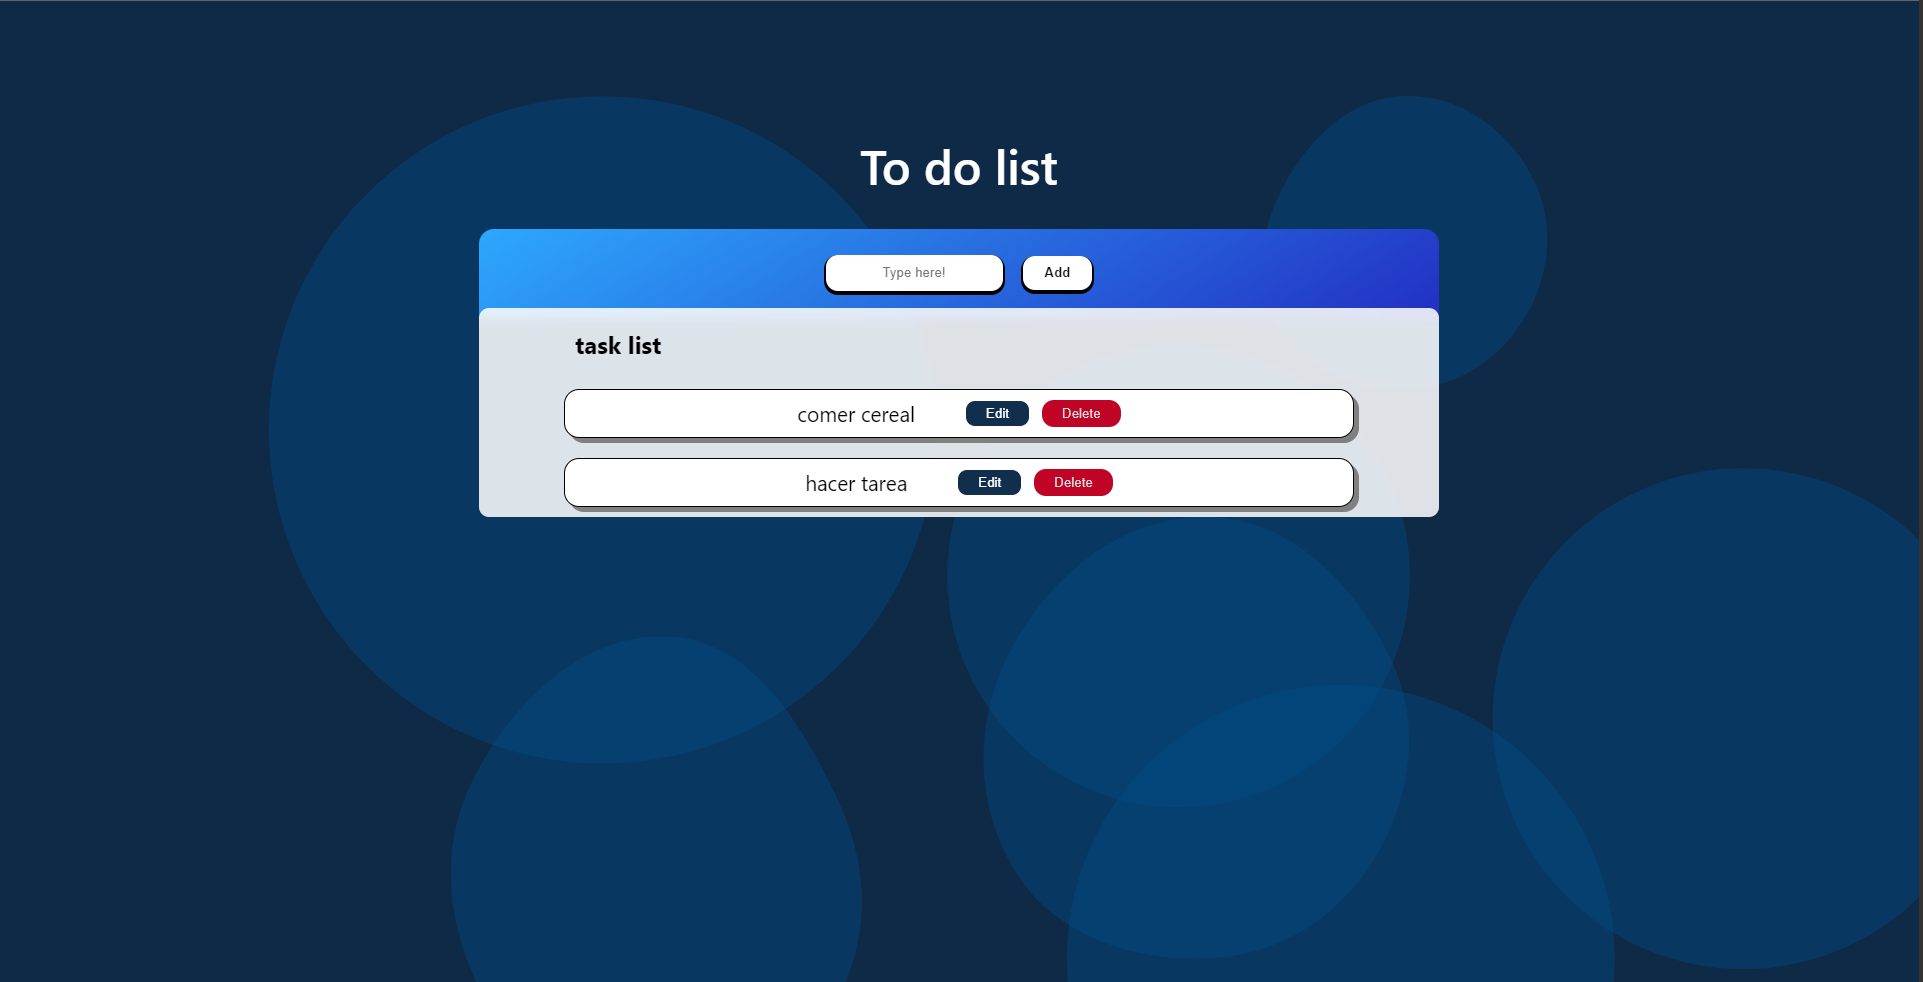 To do list
Type here! Add
task list
comer cereal Edit Delete
hacer tarea Edit Delete